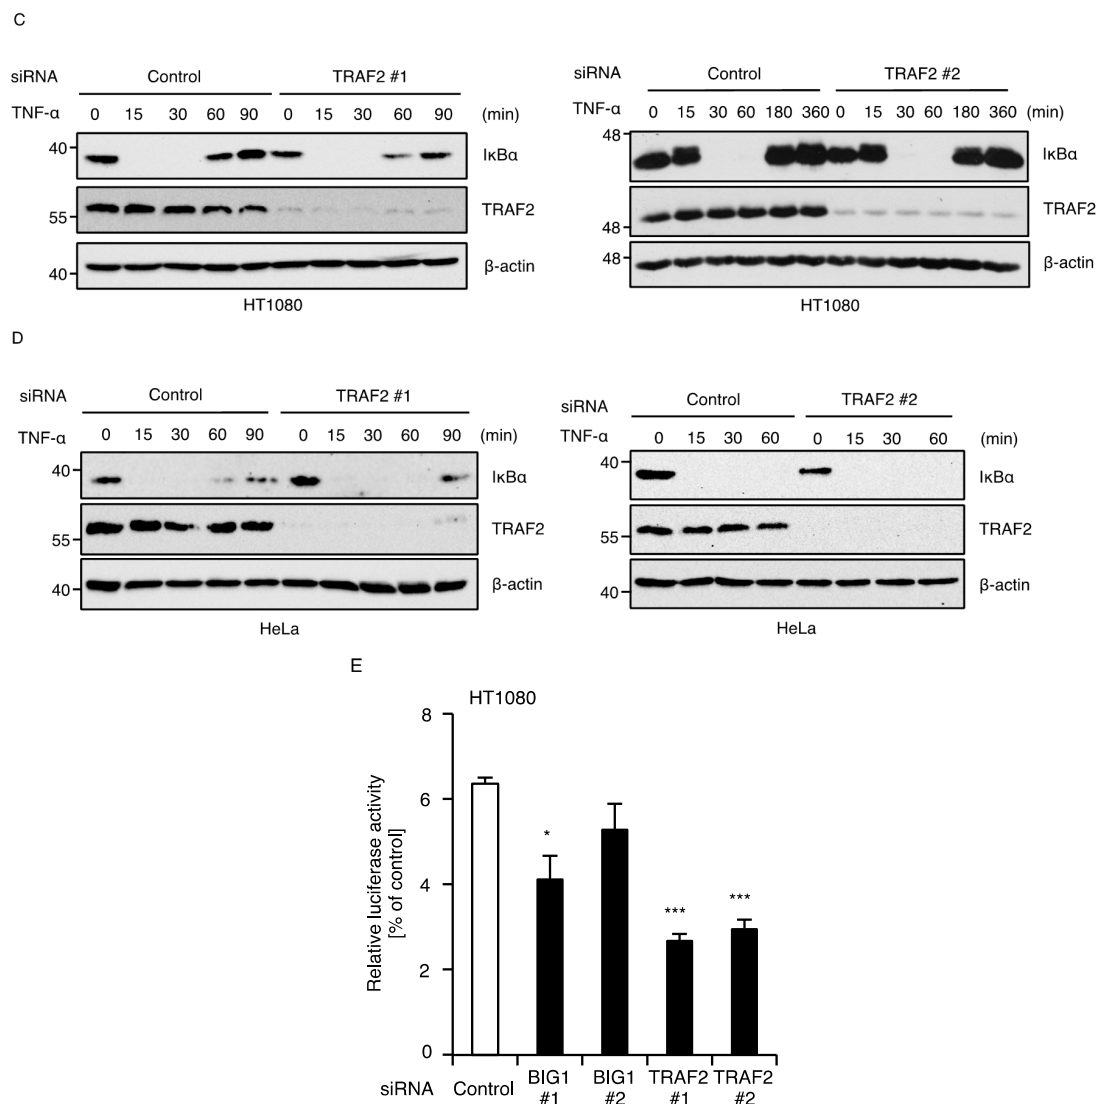 C
siRNA Control TRAF2 #1
TNF-α 0 15 30 60 90 0 15 30 60 90 (min)
40 IκBα
55 TRAF2
40 β-actin
HT1080
siRNA Control TRAF2 #2
TNF-α 0 15 30 60 180 360 0 15 30 60 180 360 (min)
48 IκBα
48 TRAF2
48 β-actin
HT1080
D
siRNA Control TRAF2 #1
TNF-α 0 15 30 60 90 0 15 30 60 90 (min)
40 IκBα
55 TRAF2
40 β-actin
HeLa
siRNA Control TRAF2 #2
TNF-α 0 15 30 60 0 15 30 60 (min)
40 IκBα
55 TRAF2
40 β-actin
HeLa
E
HT1080
Relative luciferase activity
[% of control]
8
6
4
2
0
*
***
***
siRNA Control BIG1 BIG1 TRAF2 TRAF2
#1 #2 #1 #2